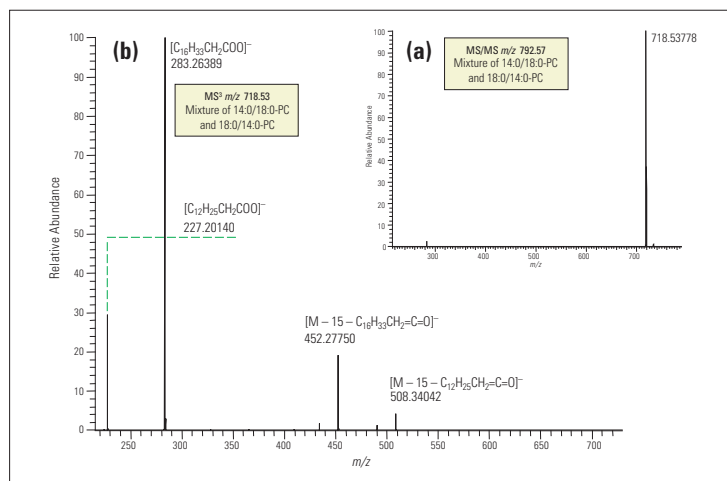 (b)
[C₁₆H₃₃CH₂COO]⁻
283.26389
MS³ m/z 718.53
Mixture of 14:0/18:0-PC
and 18:0/14:0-PC
[C₁₂H₂₅CH₂COO]⁻
227.20140
[M – 15 – C₁₆H₃₃CH₂=C=O]⁻
452.27750
[M – 15 – C₁₂H₂₅CH₂=C=O]⁻
508.34042
Relative Abundance
100
90
80
70
60
50
40
30
20
10
0
250 300 350 400 450 500 550 600 650 700
m/z
(a)
MS/MS m/z 792.57
Mixture of 14:0/18:0-PC
and 18:0/14:0-PC
718.53778
Relative Abundance
100
90
80
70
60
50
40
30
20
10
0
300 400 500 600 700
m/z